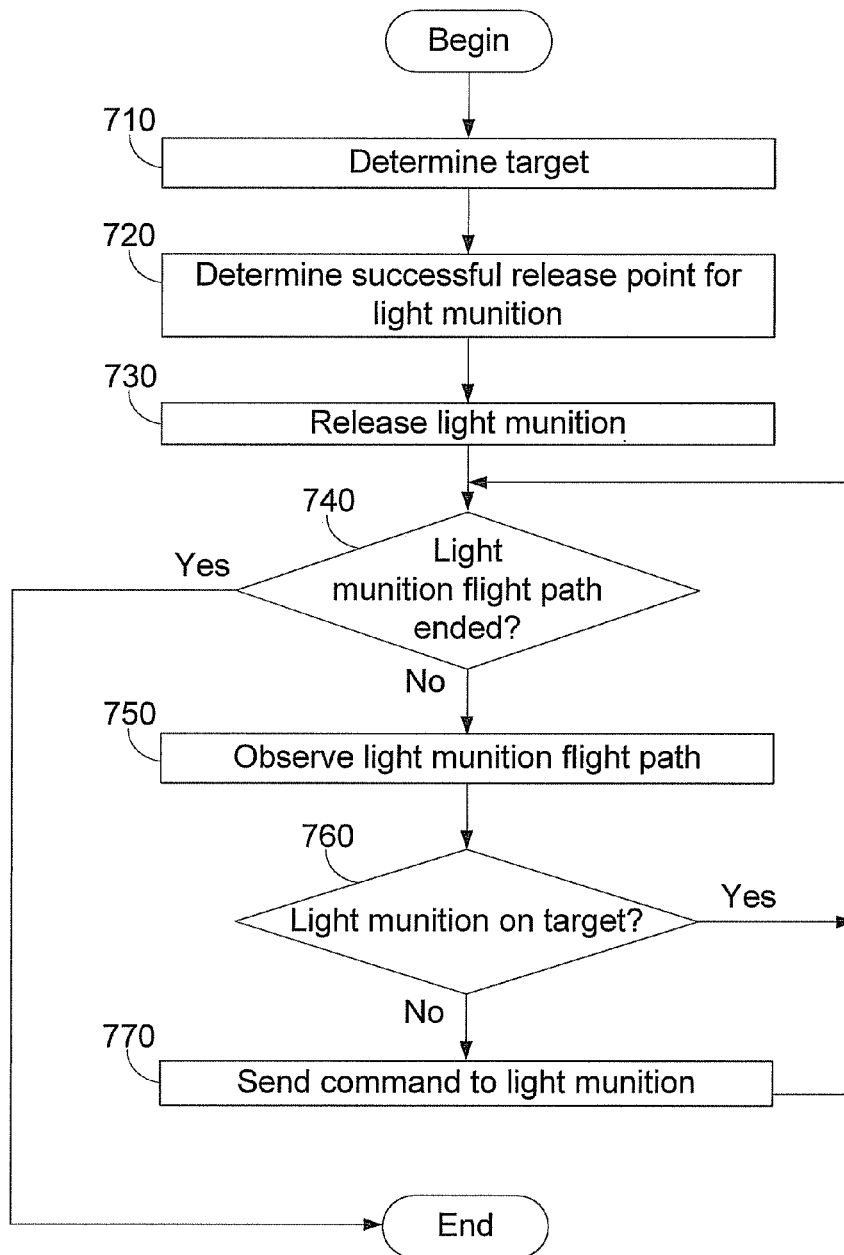 Begin
710
Determine target
720
Determine successful release point for
light munition
730
Release light munition
740
Light
munition flight path
ended?
Yes
No
750
Observe light munition flight path
760
Light munition on target?
Yes
No
770
Send command to light munition
End